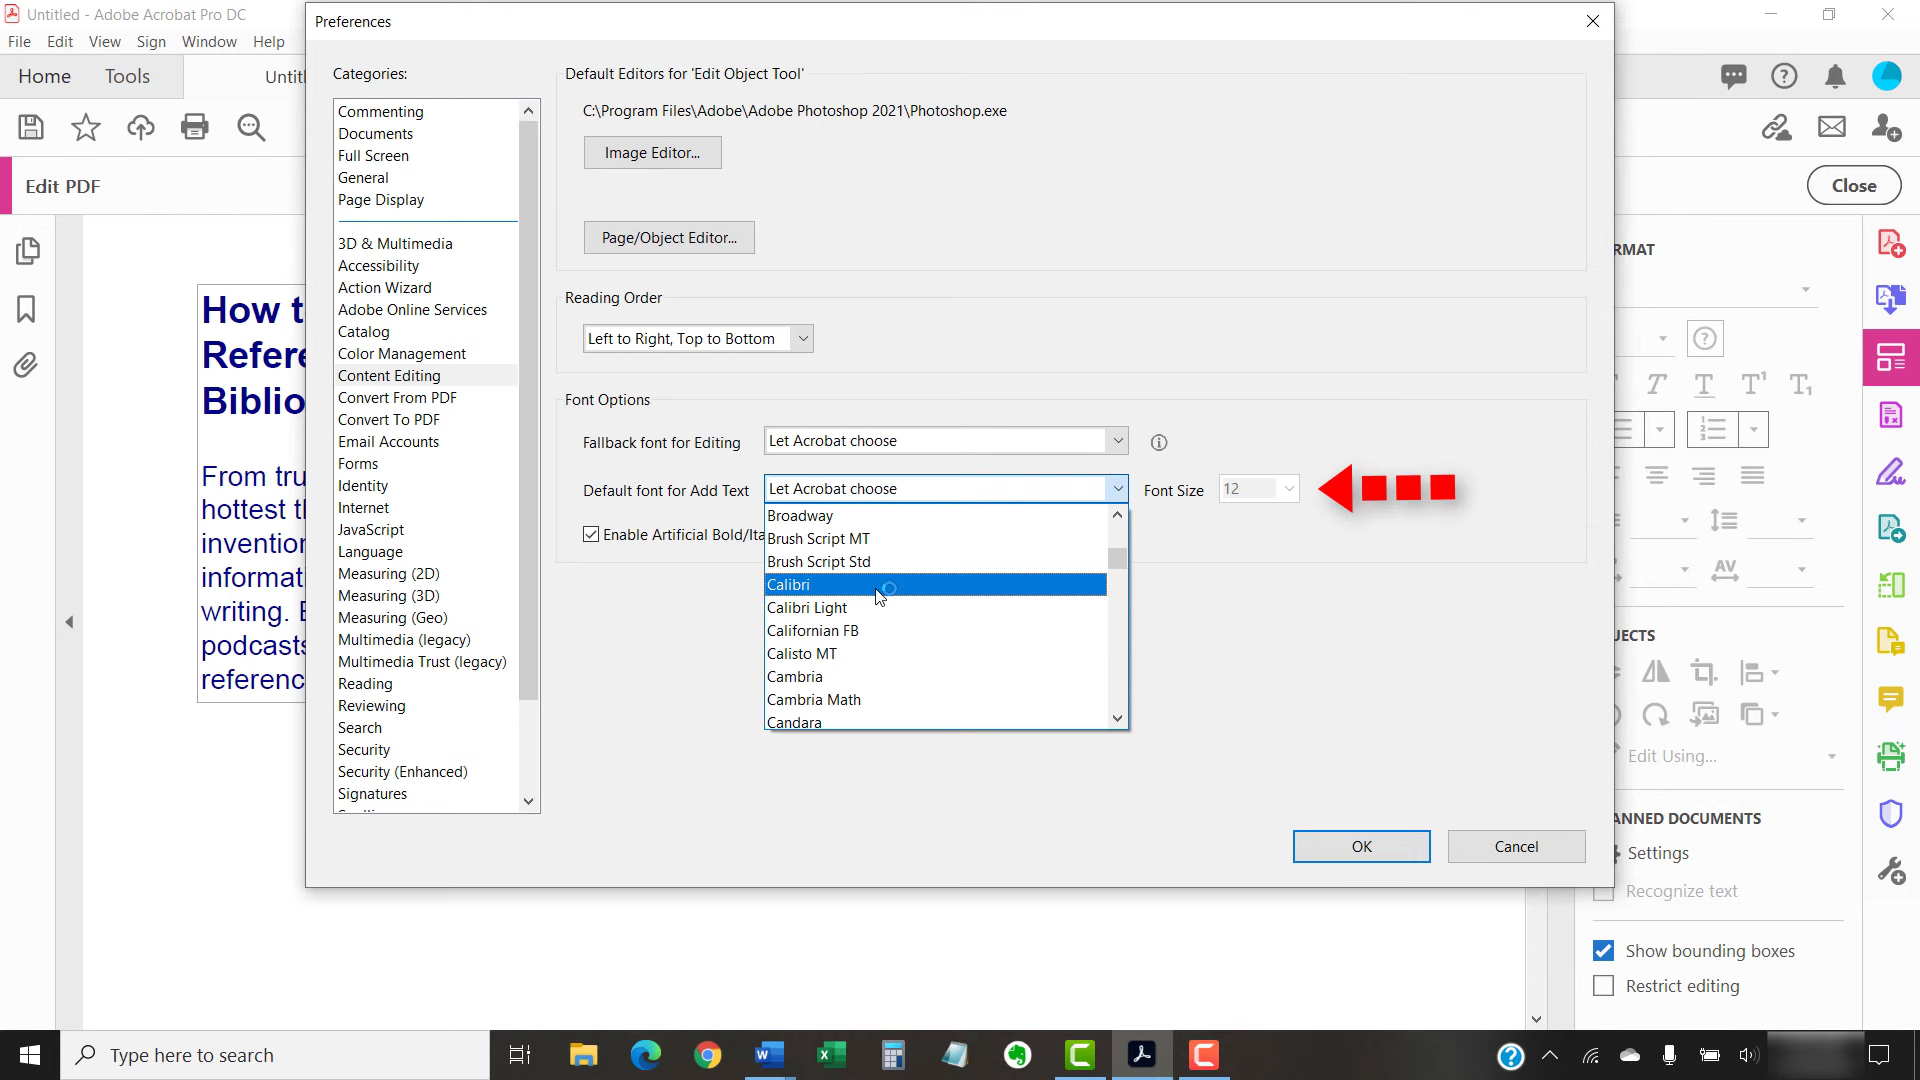 Untitled - Adobe Acrobat Pro DC
File Edit View Sign Window Help
Home Tools
Edit PDF
Close
How t
Refere
Biblio
From tru
hottest t
invention
informati
writing. E
podcasts
referenc
Preferences
Categories:
Commenting
Documents
Full Screen
General
Page Display
3D & Multimedia
Accessibility
Action Wizard
Adobe Online Services
Catalog
Color Management
Content Editing
Convert From PDF
Convert To PDF
Email Accounts
Forms
Identity
Internet
JavaScript
Language
Measuring (2D)
Measuring (3D)
Measuring (Geo)
Multimedia (legacy)
Multimedia Trust (legacy)
Reading
Reviewing
Search
Security
Security (Enhanced)
Signatures
Default Editors for 'Edit Object Tool'
C:\Program Files\Adobe\Adobe Photoshop 2021\Photoshop.exe
Image Editor...
Page/Object Editor...
Reading Order
Left to Right, Top to Bottom
Font Options
Fallback font for Editing Let Acrobat choose
Default font for Add Text Let Acrobat choose Font Size 12
Enable Artificial Bold/Ita
Broadway
Brush Script MT
Brush Script Std
Calibri
Calibri Light
Californian FB
Calisto MT
Cambria
Cambria Math
Candara
OK Cancel
RMAT
JECTS
Edit Using...
ANNED DOCUMENTS
Settings
Recognize text
Show bounding boxes
Restrict editing
Type here to search